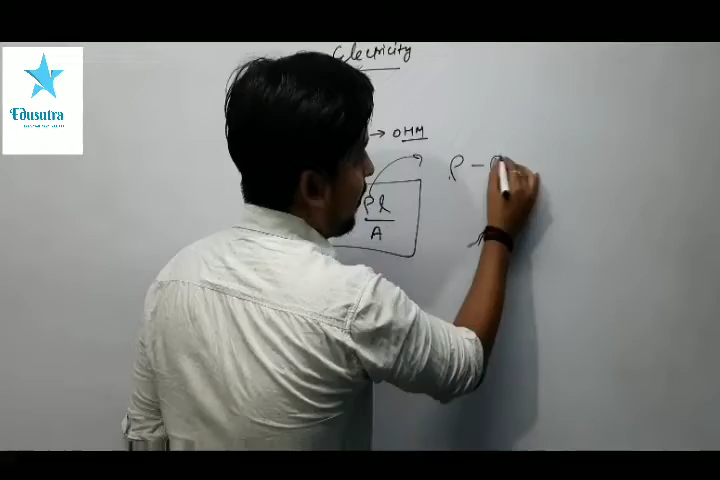 Edusutra
Electricity
→ OHM
ρ -
ρl
A